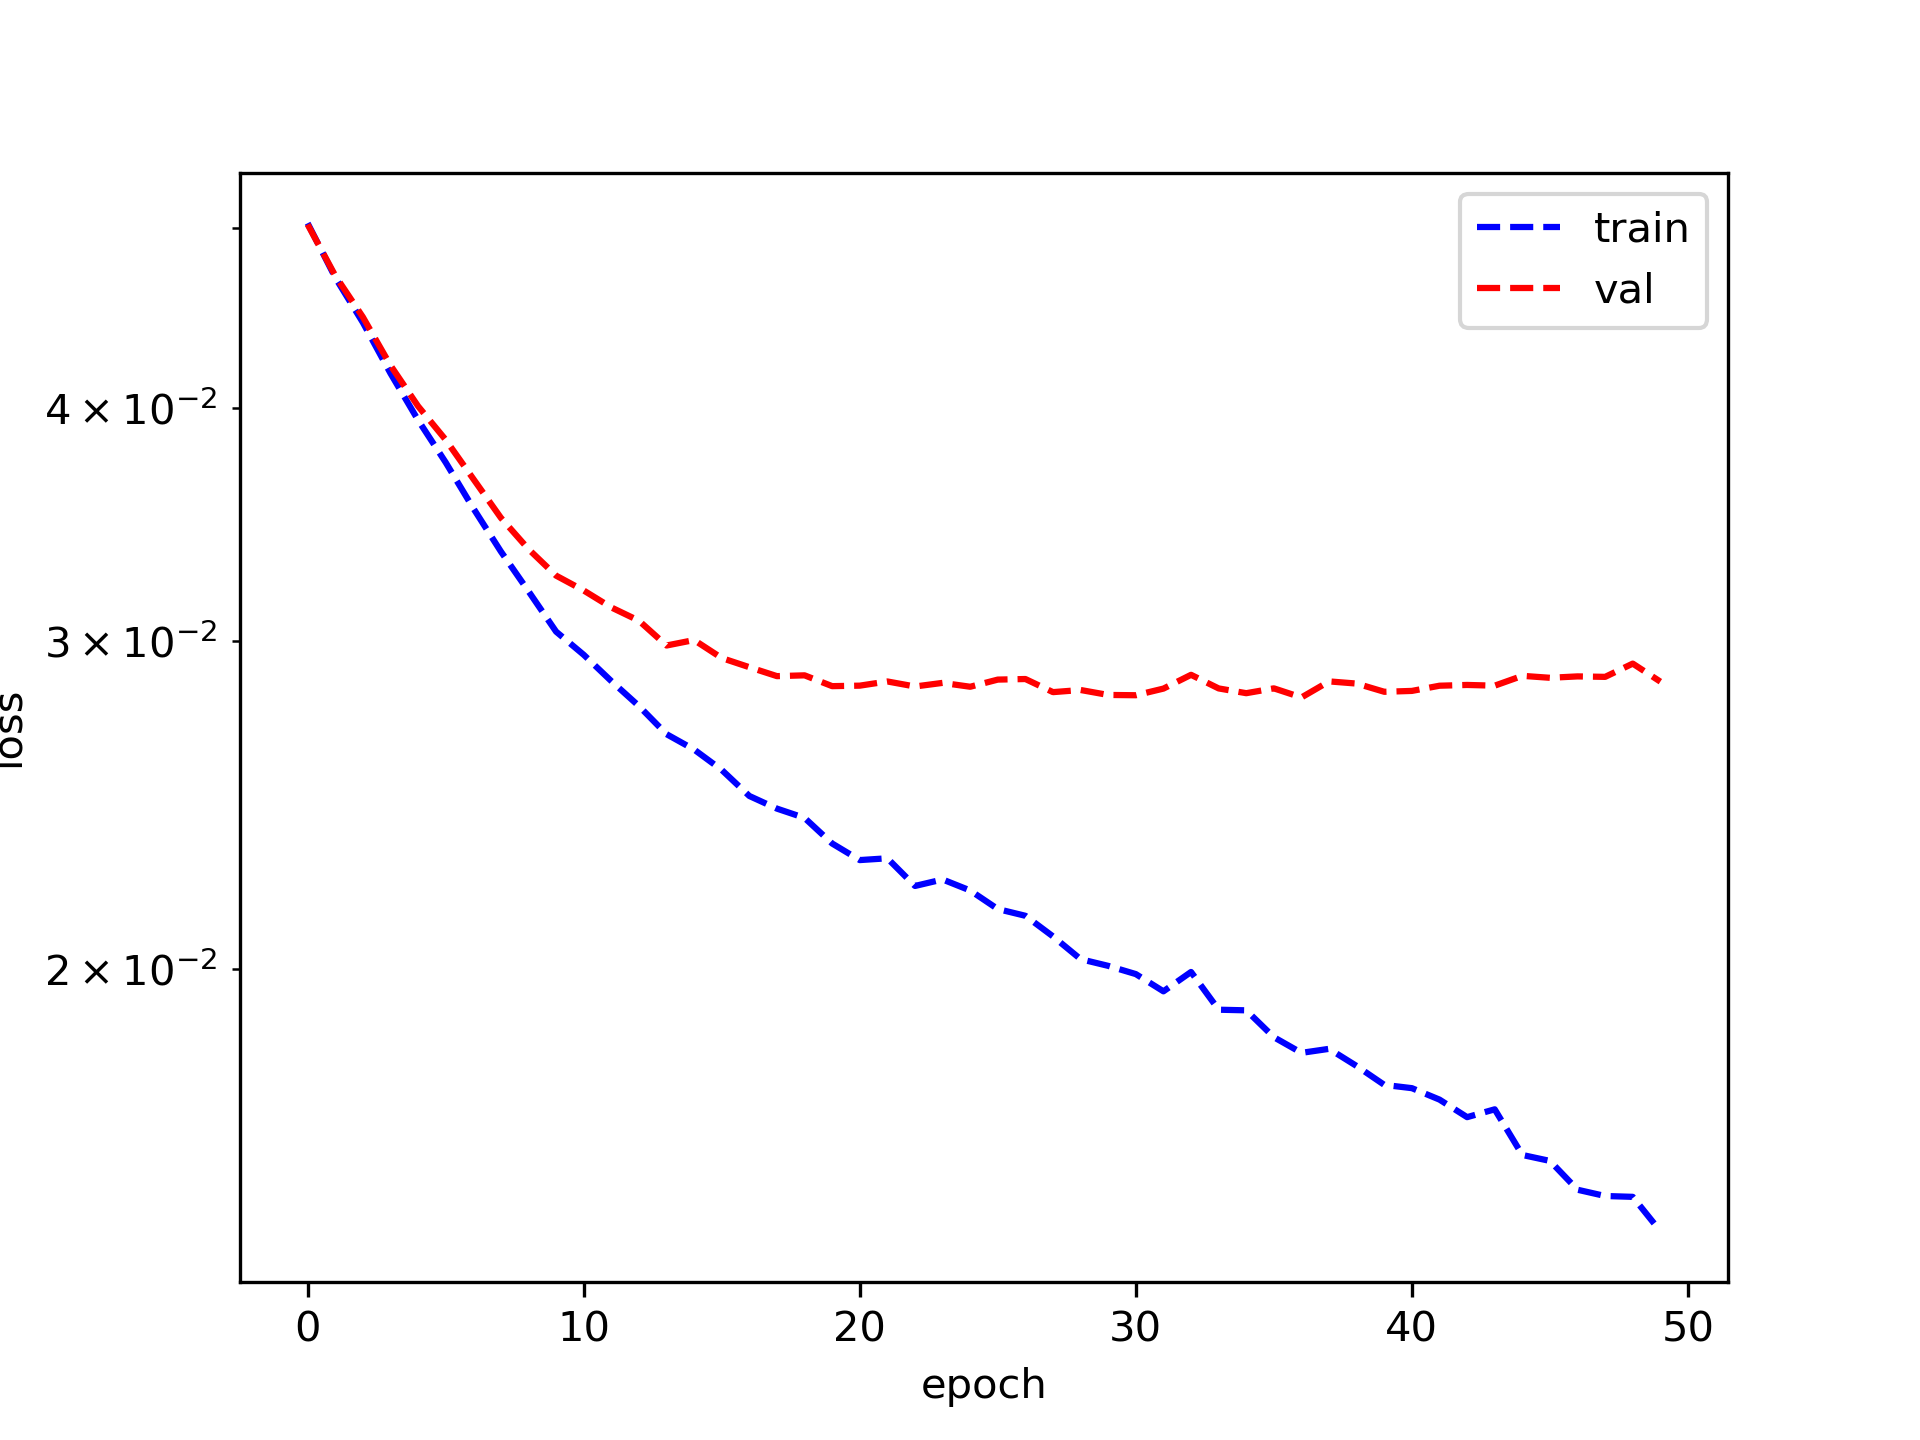 train
val
4 × 10⁻²
3 × 10⁻²
2 × 10⁻²
loss
0 10 20 30 40 50
epoch